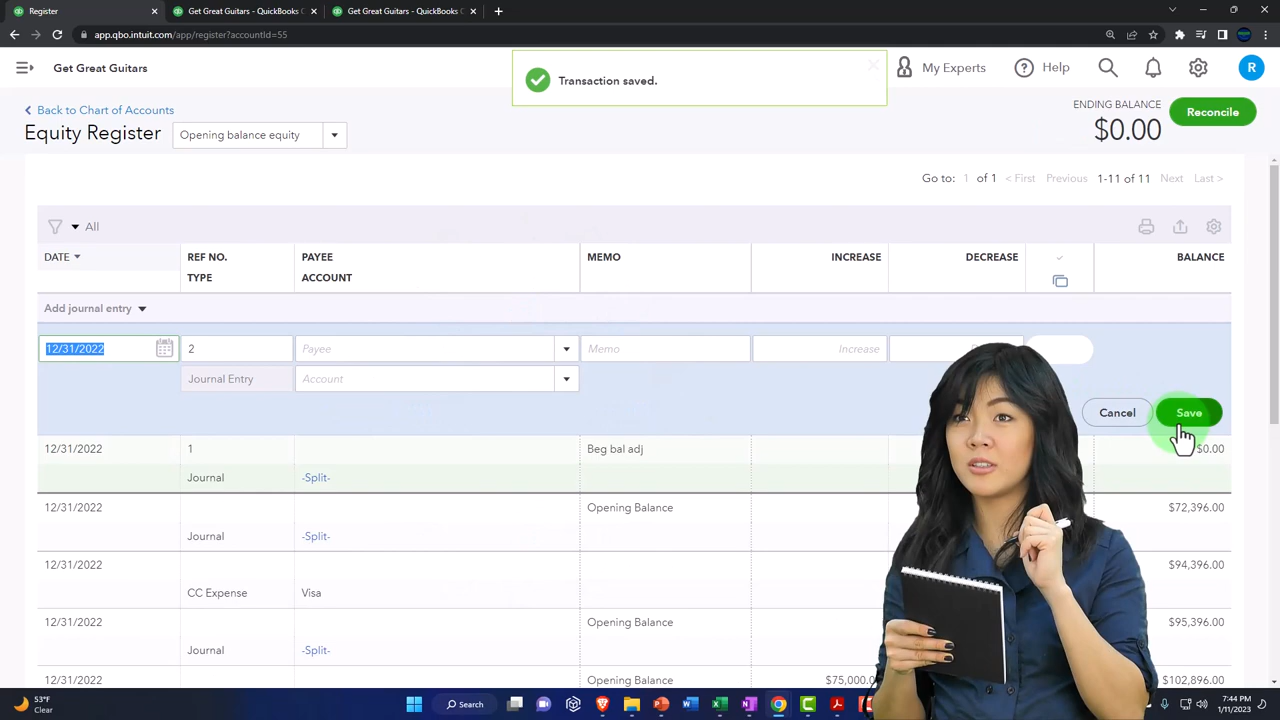 Register
Get Great Guitars - QuickBooks C
Get Great Guitars - QuickBooks C
app.qbo.intuit.com/app/register?accountId=55
Get Great Guitars
Transaction saved.
My Experts
Help
R
Back to Chart of Accounts
Equity Register
Opening balance equity
ENDING BALANCE
$0.00
Reconcile
Go to: 1 of 1 < First Previous 1-11 of 11 Next Last >
All
DATE REF NO. PAYEE MEMO INCREASE DECREASE ✓ BALANCE
TYPE ACCOUNT
Add journal entry
12/31/2022 2 Payee Memo Increase
Journal Entry Account
Cancel Save
12/31/2022 1 Beg bal adj $0.00
Journal -Split-
12/31/2022 Opening Balance $72,396.00
Journal -Split-
12/31/2022 $94,396.00
CC Expense Visa
12/31/2022 Opening Balance $95,396.00
Journal -Split-
12/31/2022 Opening Balance $75,000.00 $102,896.00
53°F
Clear
Search
7:44 PM
1/11/2023